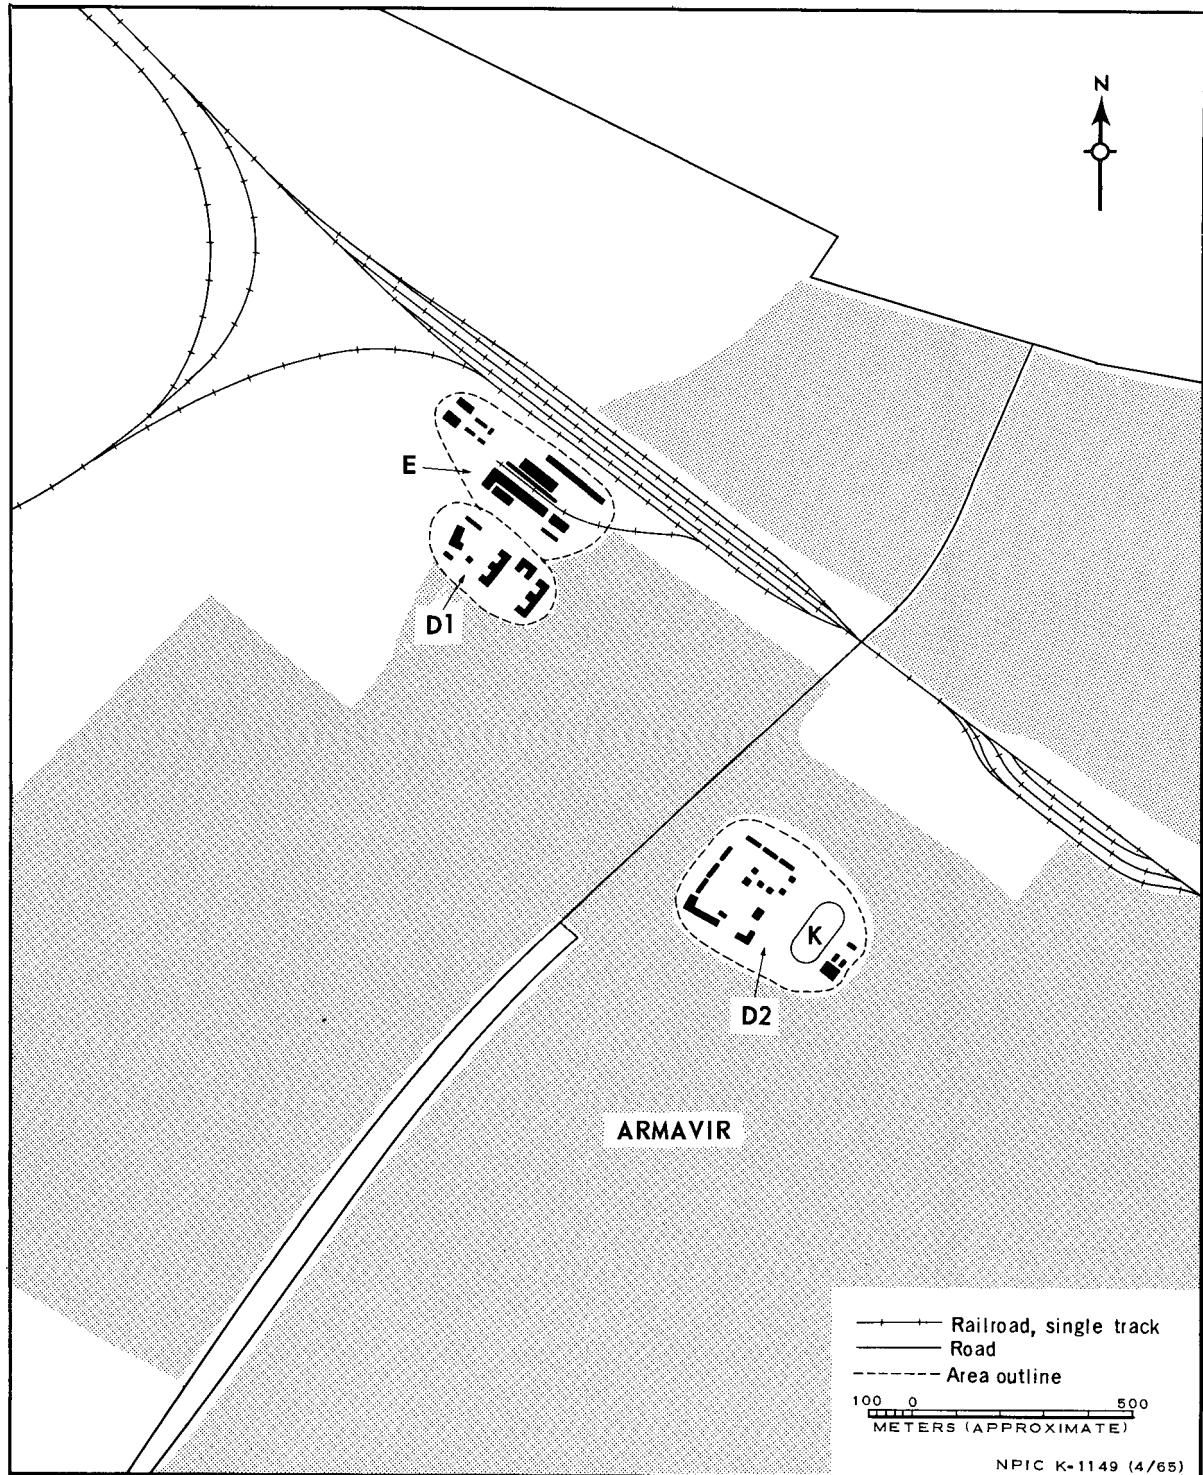 N
E
D1
K
D2
ARMAVIR
Railroad, single track
Road
Area outline
100 0 500
METERS (APPROXIMATE)
NPIC K-1149 (4/65)